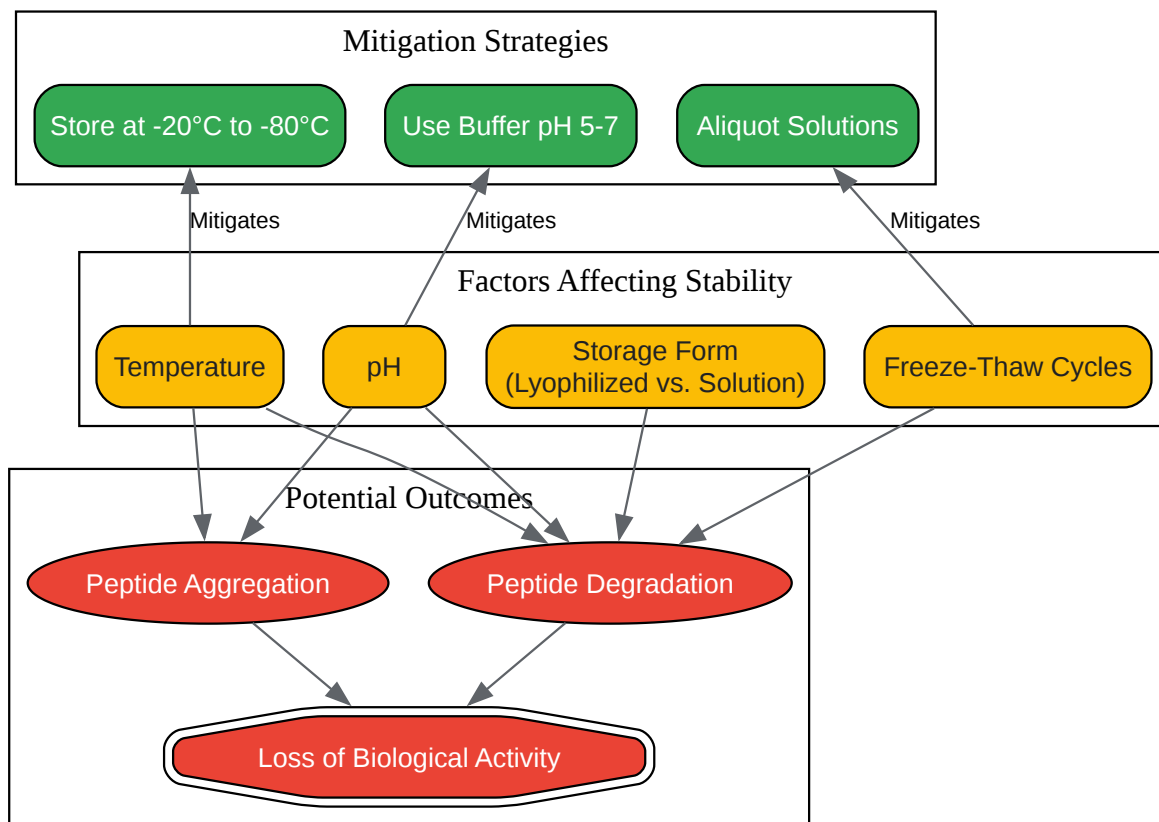 Mitigation Strategies
Store at -20°C to -80°C
Use Buffer pH 5-7
Aliquot Solutions
Mitigates
Mitigates
Mitigates
Factors Affecting Stability
Temperature
pH
Storage Form
(Lyophilized vs. Solution)
Freeze-Thaw Cycles
Potential Outcomes
Peptide Aggregation
Peptide Degradation
Loss of Biological Activity